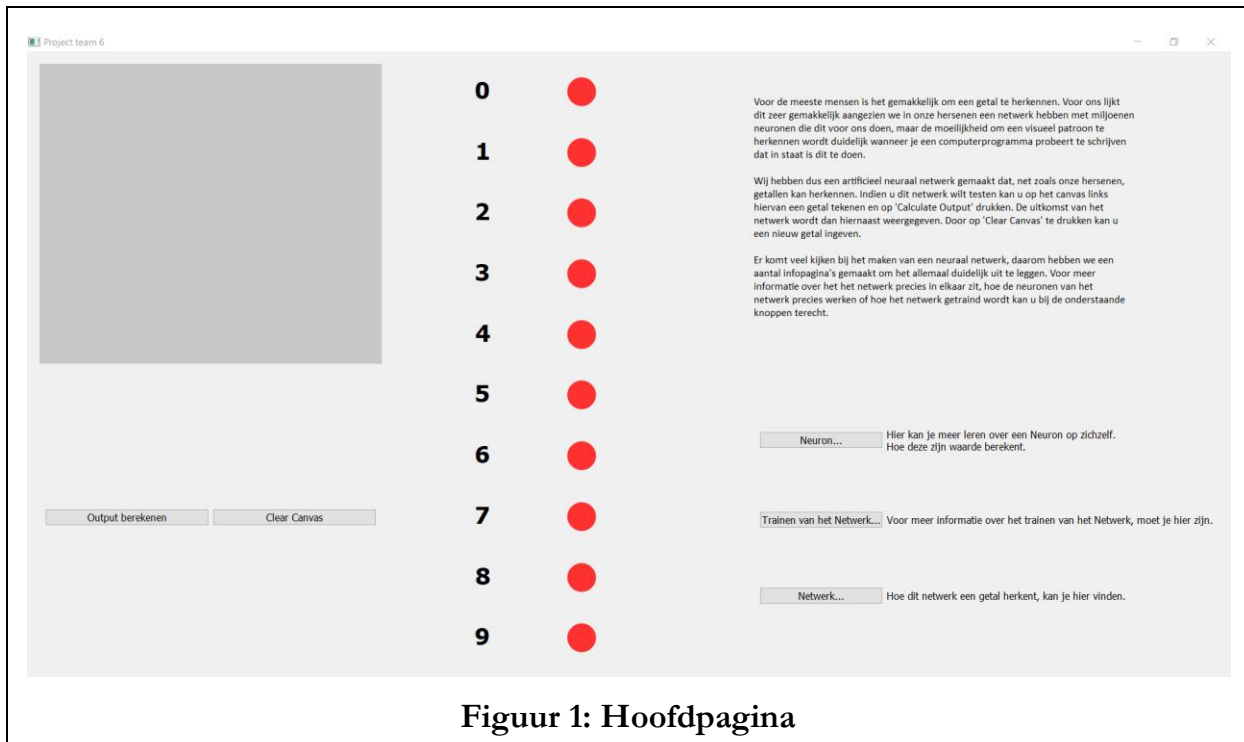 Project team 6
0
1
2
3
4
5
6
7
8
9
Output berekenen
Clear Canvas
Voor de meeste mensen is het gemakkelijk om een getal te herkennen. Voor ons lijkt
dit zeer gemakkelijk aangezien we in onze hersenen een netwerk hebben met miljoenen
neuronen die dit voor ons doen, maar de moeilijkheid om een visueel patroon te
herkennen wordt duidelijk wanneer je een computerprogramma probeert te schrijven
dat in staat is dit te doen.
Wij hebben dus een artificieel neuraal netwerk gemaakt dat, net zoals onze hersenen,
getallen kan herkennen. Indien u dit netwerk wilt testen kan u op het canvas links
hiervan een getal tekenen en op 'Calculate Output' drukken. De uitkomst van het
netwerk wordt dan hiernaast weergegeven. Door op 'Clear Canvas' te drukken kan u
een nieuw getal ingeven.
Er komt veel kijken bij het maken van een neuraal netwerk, daarom hebben we een
aantal infopagina's gemaakt om het allemaal duidelijk uit te leggen. Voor meer
informatie over het het netwerk precies in elkaar zit, hoe de neuronen van het
netwerk precies werken of hoe het netwerk getraind wordt kan u bij de onderstaande
knoppen terecht.
Neuron...
Hier kan je meer leren over een Neuron op zichzelf.
Hoe deze zijn waarde berekent.
Trainen van het Netwerk...
Voor meer informatie over het trainen van het Netwerk, moet je hier zijn.
Netwerk...
Hoe dit netwerk een getal herkent, kan je hier vinden.
Figuur 1: Hoofdpagina